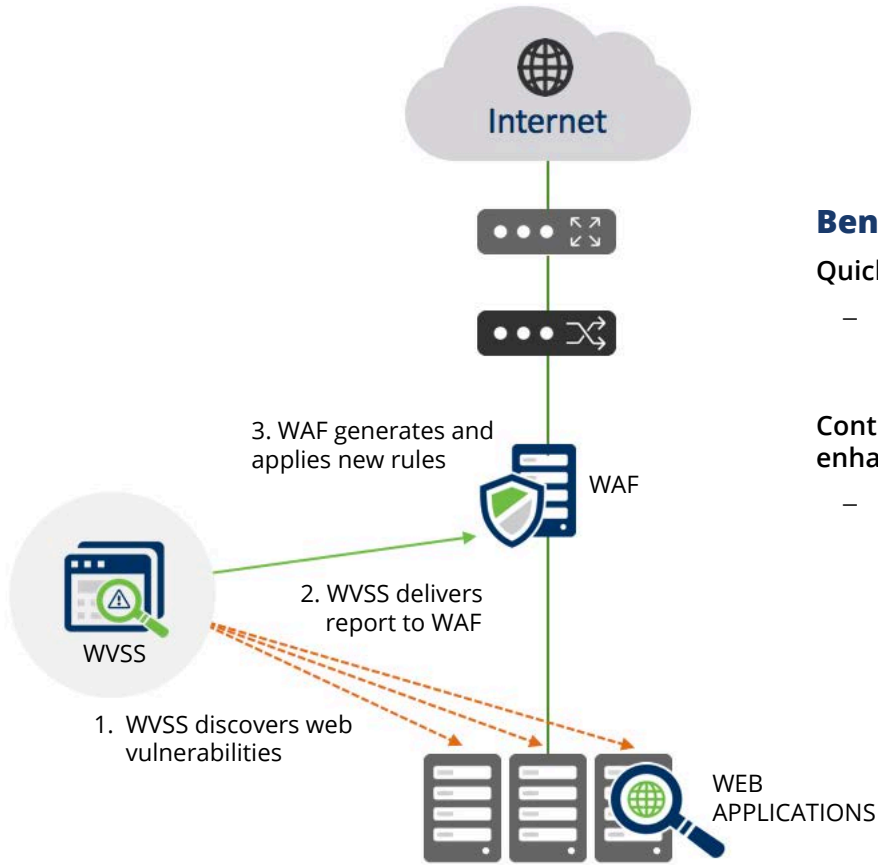 Internet
Ben
Quicl
–
Cont
enha
–
3. WAF generates and
applies new rules
WAF
2. WVSS delivers
report to WAF
WVSS
1. WVSS discovers web
vulnerabilities
WEB
APPLICATIONS